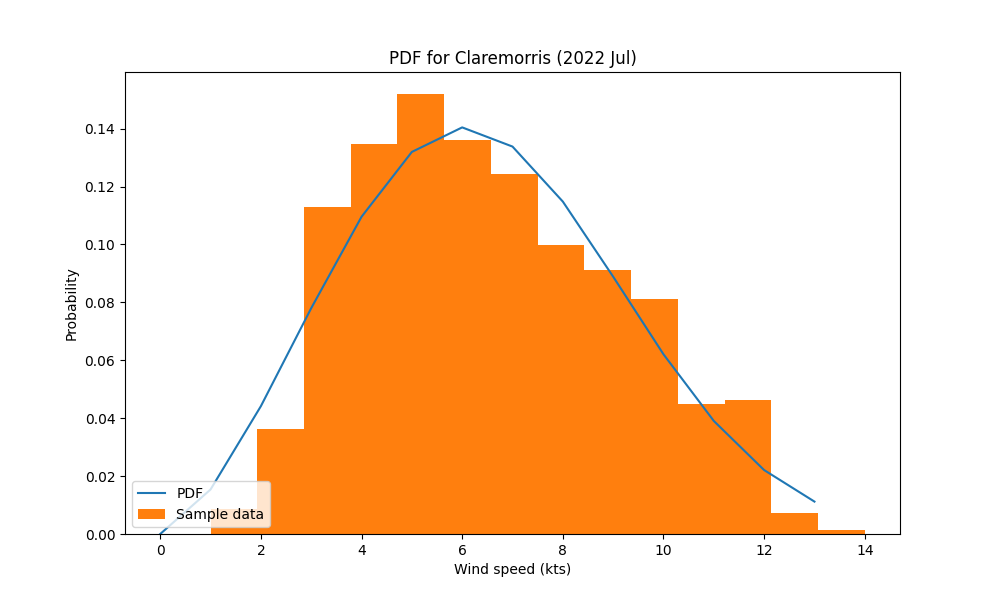 PDF for Claremorris (2022 Jul)
Probability
0.14
0.12
0.10
0.08
0.06
0.04
0.02
0.00
PDF
Sample data
0 2 4 6 8 10 12 14
Wind speed (kts)